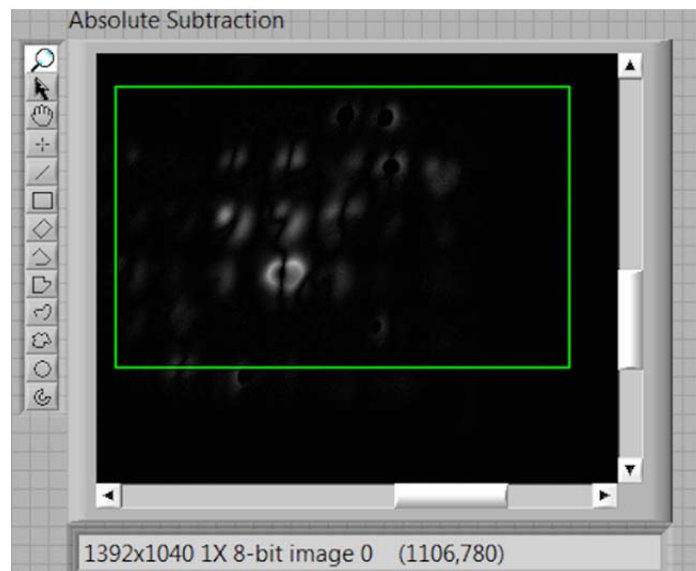 Absolute Subtraction
1392x1040 1X 8-bit image 0 (1106,780)